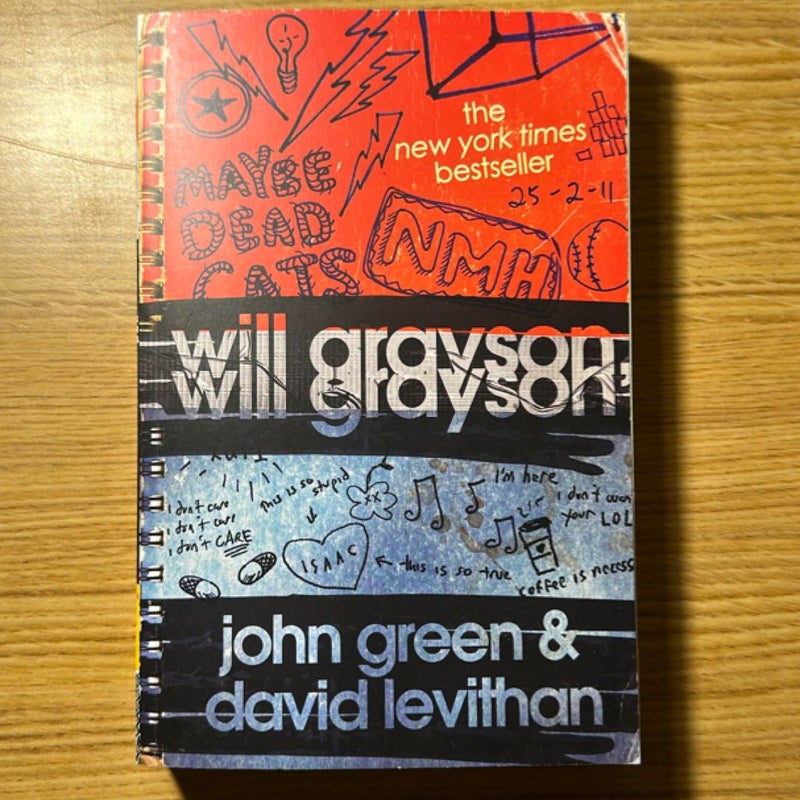 the
new york times
bestseller
25-2-11
MAYBE
DEAD
CATS
NMH
will grayson,
will grayson
I'm here
this is so stupid
i don't care
i don't care
i don't CARE
i don't even
your LOL
xx
ISAAC
← this is so true
coffee is necess
john green &
david levithan